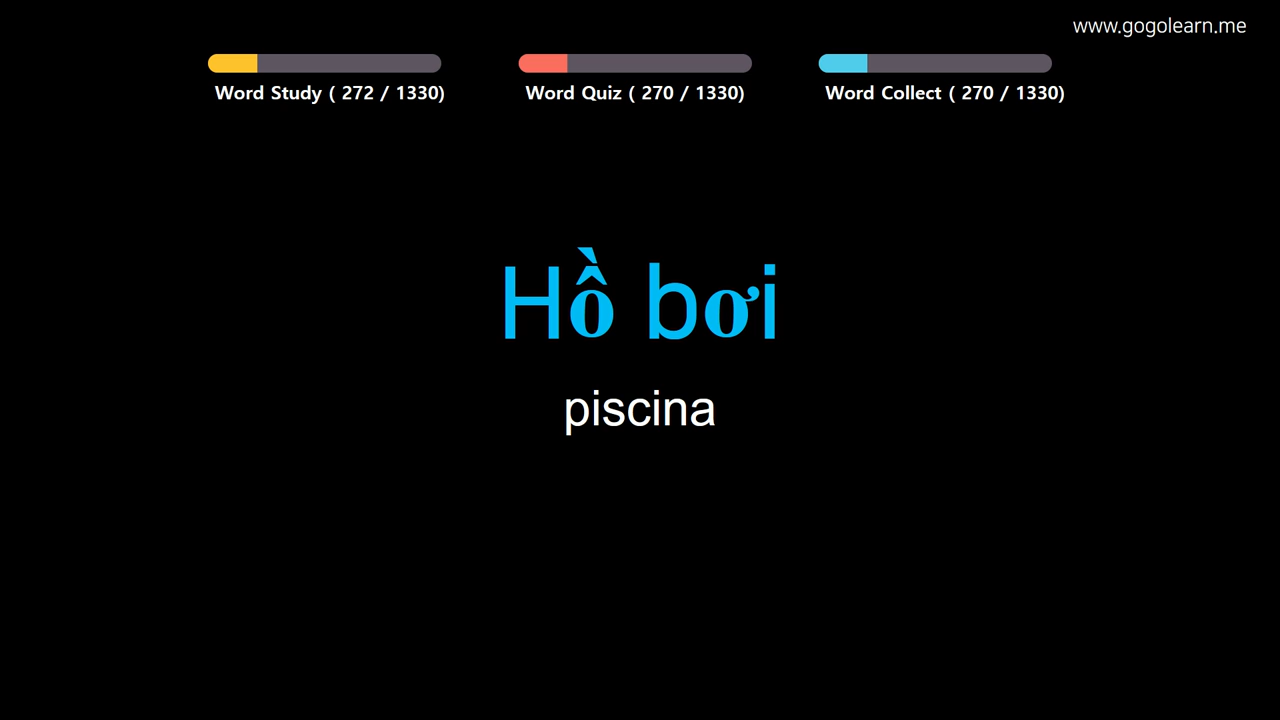 www.gogolearn.me
Word Study ( 272 / 1330)
Word Quiz ( 270 / 1330)
Word Collect ( 270 / 1330)
Hồ bơi
piscina